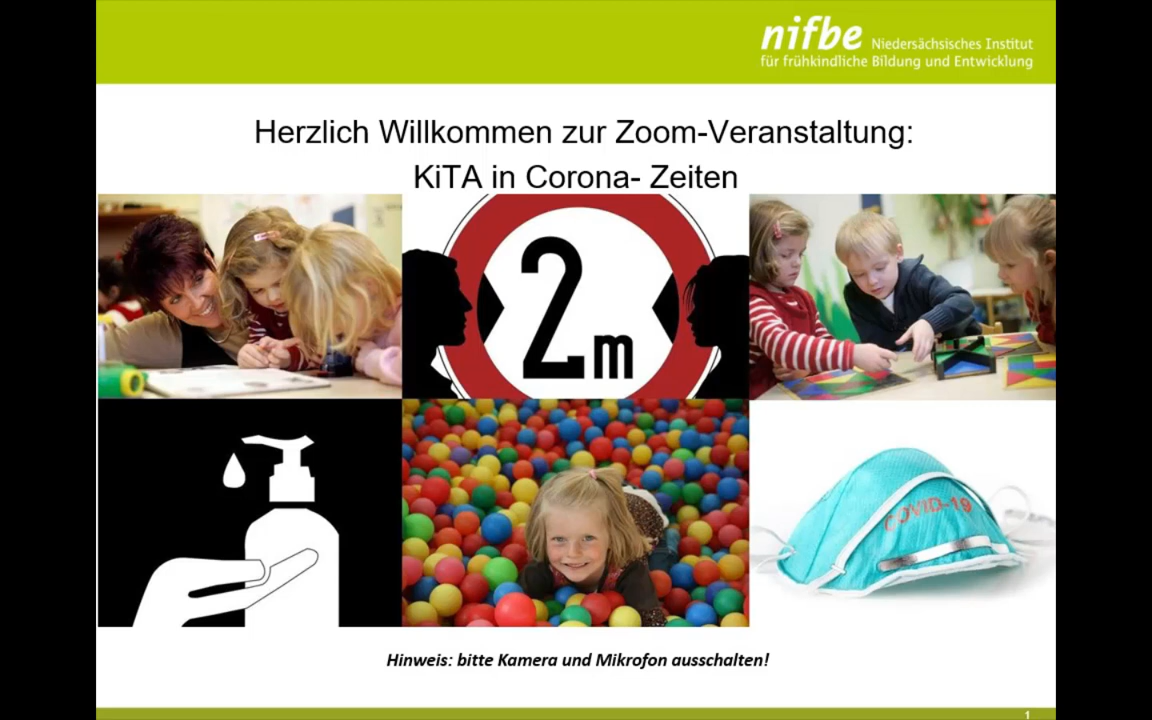 nifbe Niedersächsisches Institut
für frühkindliche Bildung und Entwicklung
Herzlich Willkommen zur Zoom-Veranstaltung:
KiTA in Corona- Zeiten
2m
COVID-19
Hinweis: bitte Kamera und Mikrofon ausschalten!
1